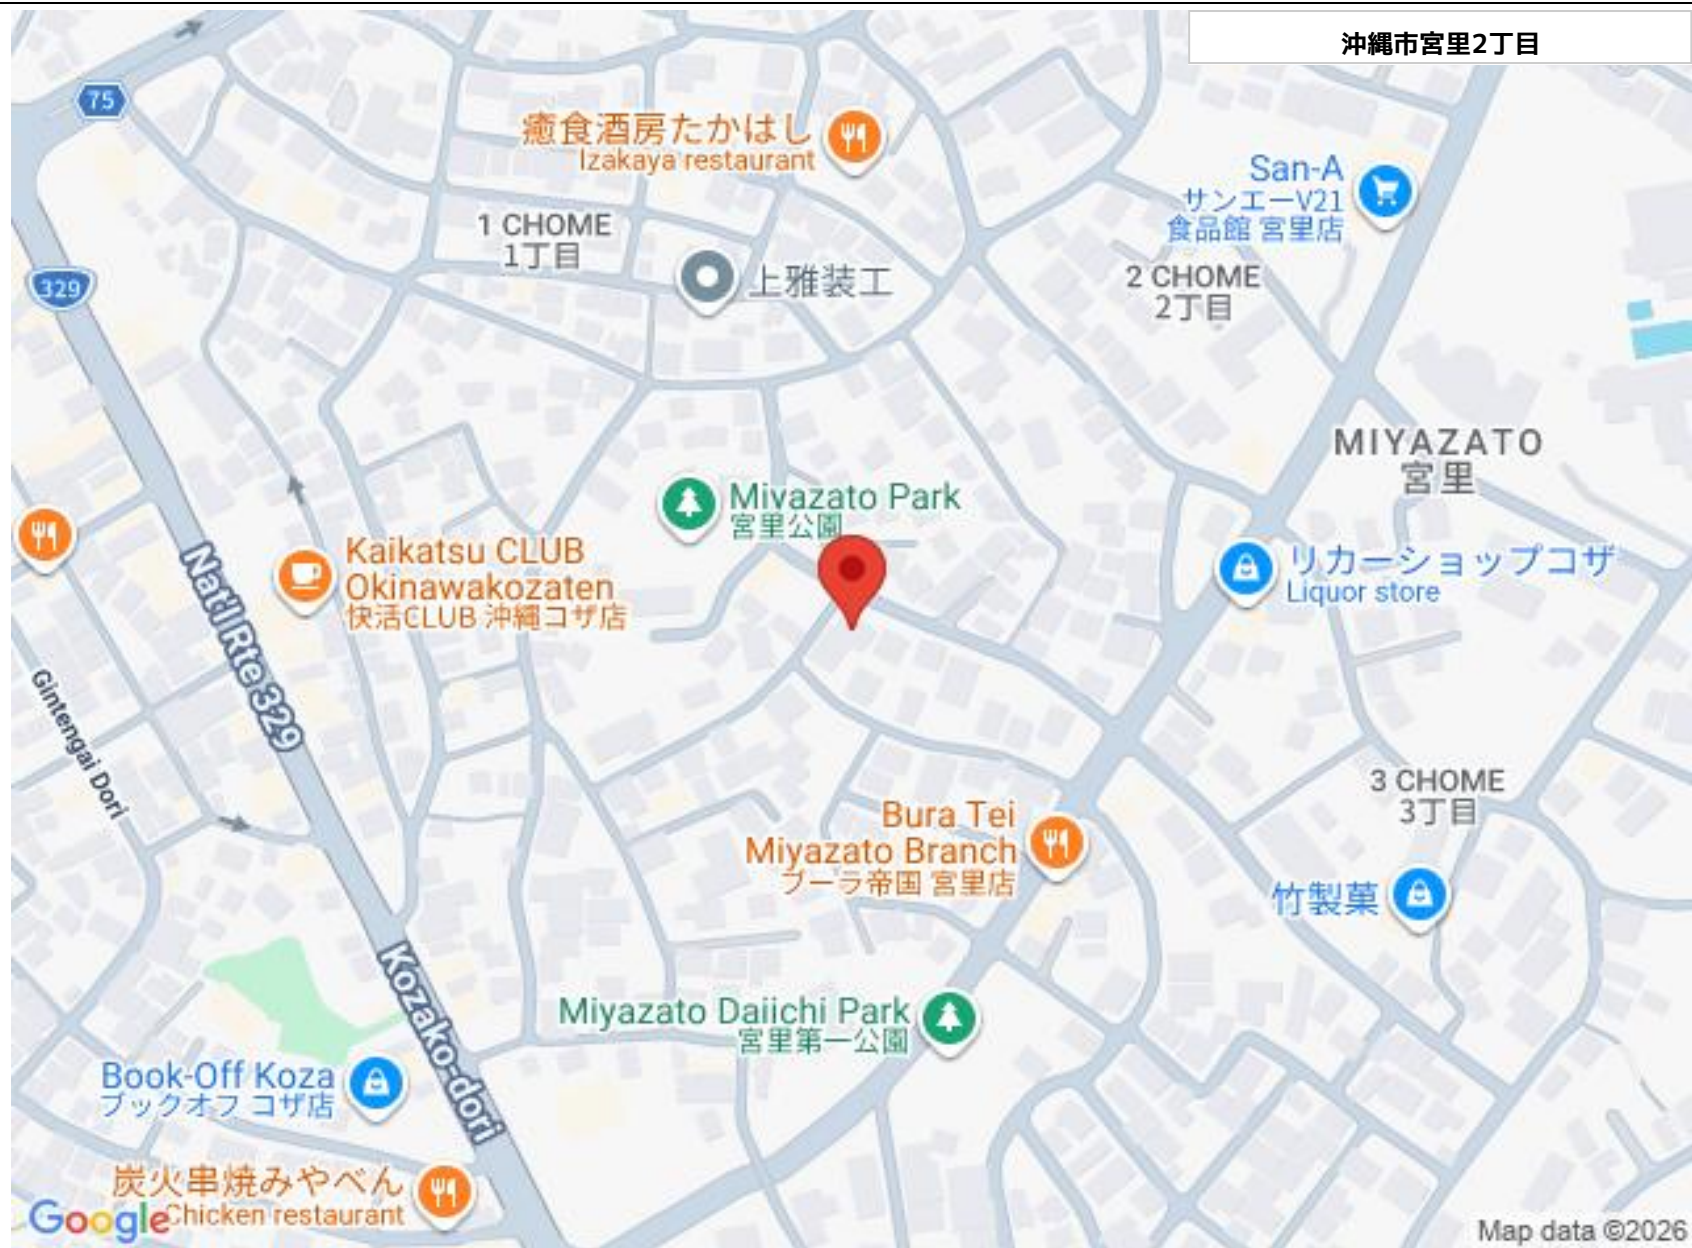 沖縄市宮里2丁目
75
癒食酒房たかはし
Izakaya restaurant
San-A
サンエーV21
食品館 宮里店
1 CHOME
1丁目
上雅装工
2 CHOME
2丁目
329
MIYAZATO
宮里
Miyazato Park
宮里公園
Kaikatsu CLUB
Okinawakozaten
快活CLUB 沖縄コザ店
リカーショップコザ
Liquor store
Nat'l Rte 329
Gintengai Dori
3 CHOME
3丁目
Bura Tei
Miyazato Branch
ブーラ帝国 宮里店
竹製菓
Kozako-dori
Miyazato Daiichi Park
宮里第一公園
Book-Off Koza
ブックオフ コザ店
炭火串焼みやべん
Chicken restaurant
Google
Map data ©2026